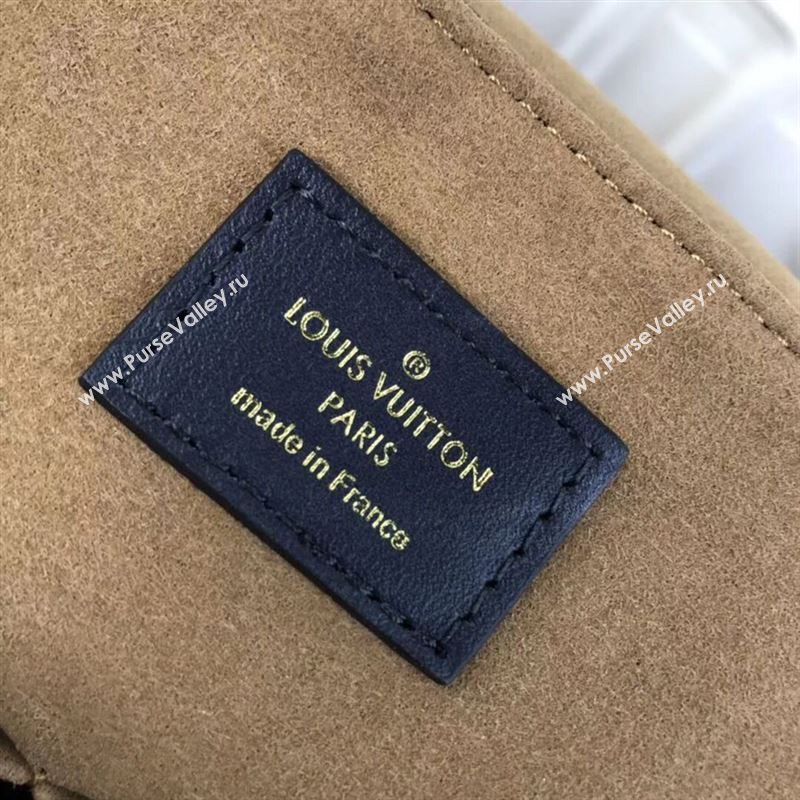 ®
LOUIS VUITTON
PARIS
made in France
www.PurseValley.ru
www.PurseValley.ru